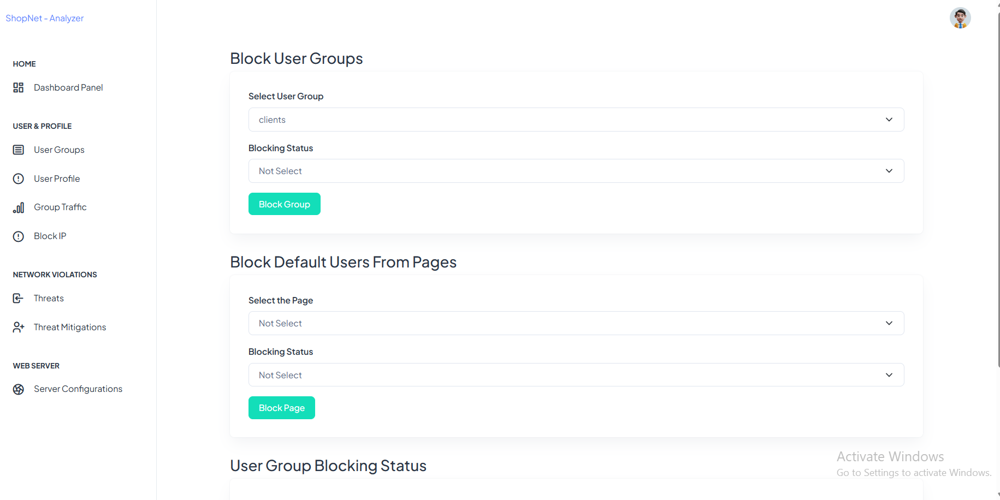 ShopNet - Analyzer
HOME
Dashboard Panel
USER & PROFILE
User Groups
User Profile
Group Traffic
Block IP
NETWORK VIOLATIONS
Threats
Threat Mitigations
WEB SERVER
Server Configurations
Block User Groups
Select User Group
clients
Blocking Status
Not Select
Block Group
Block Default Users From Pages
Select the Page
Not Select
Blocking Status
Not Select
Block Page
User Group Blocking Status
Activate Windows
Go to Settings to activate Windows.